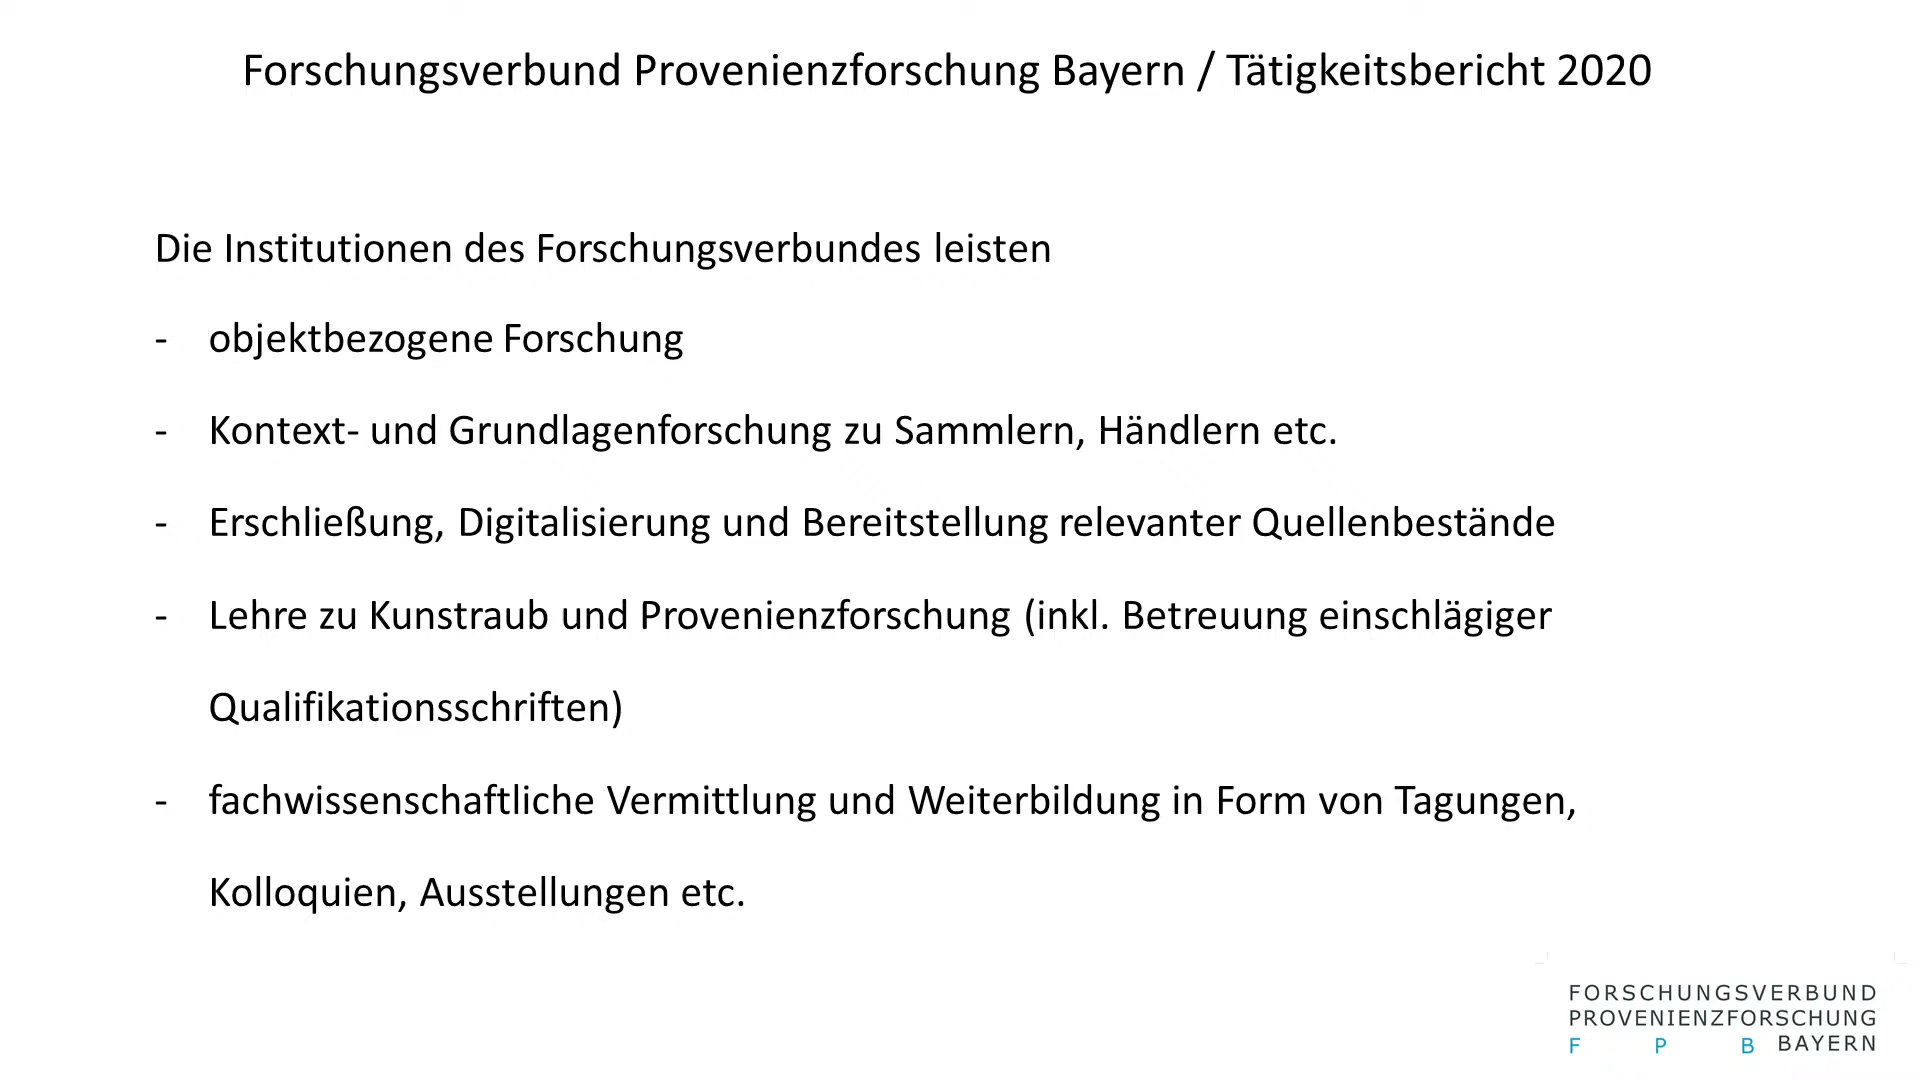 Forschungsverbund Provenienzforschung Bayern / Tätigkeitsbericht 2020
Die Institutionen des Forschungsverbundes leisten
- objektbezogene Forschung
- Kontext- und Grundlagenforschung zu Sammlern, Händlern etc.
- Erschließung, Digitalisierung und Bereitstellung relevanter Quellenbestände
- Lehre zu Kunstraub und Provenienzforschung (inkl. Betreuung einschlägiger
Qualifikationsschriften)
- fachwissenschaftliche Vermittlung und Weiterbildung in Form von Tagungen,
Kolloquien, Ausstellungen etc.
FORSCHUNGSVERBUND
PROVENIENZFORSCHUNG
F P B BAYERN